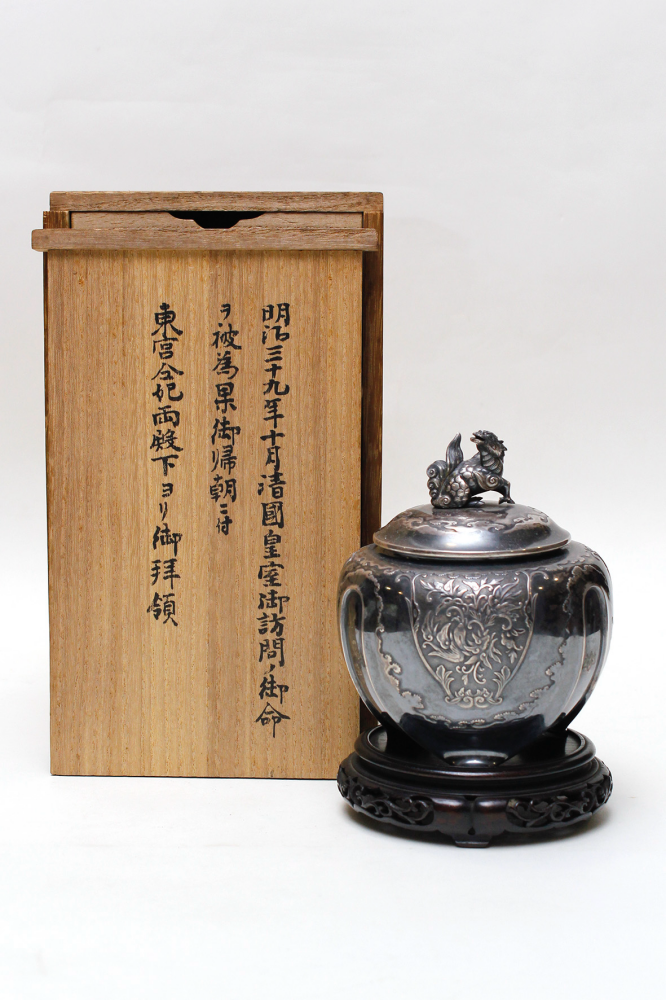 明治三十九年十月清國皇室御訪問ノ御命
ヲ被為果御帰朝ニ付
東宮仝妃両殿下ヨリ御拝領